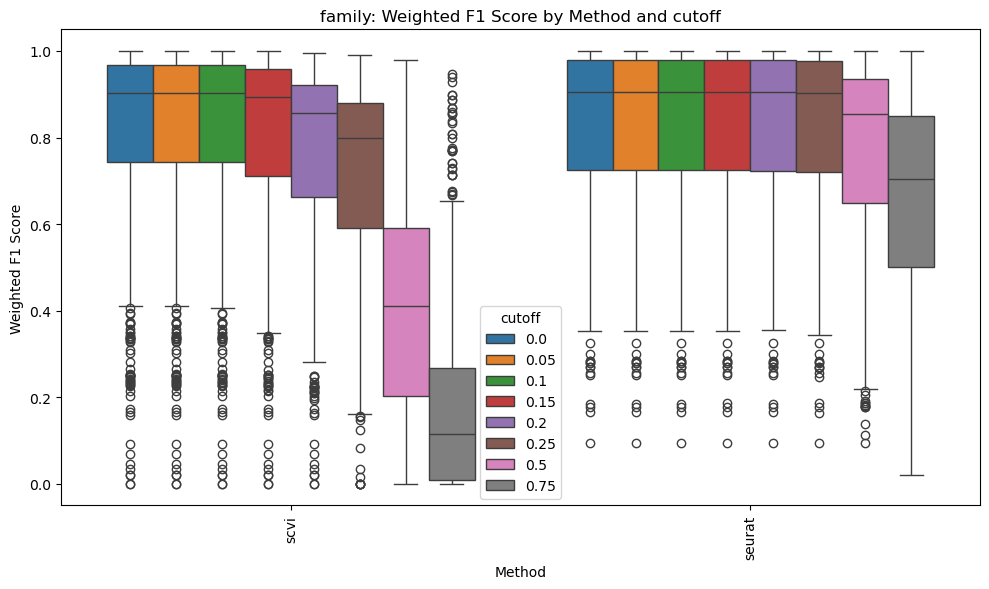 family: Weighted F1 Score by Method and cutoff
Weighted F1 Score
1.0
0.8
0.6
0.4
0.2
0.0
cutoff
0.0
0.05
0.1
0.15
0.2
0.25
0.5
0.75
scvi
seurat
Method